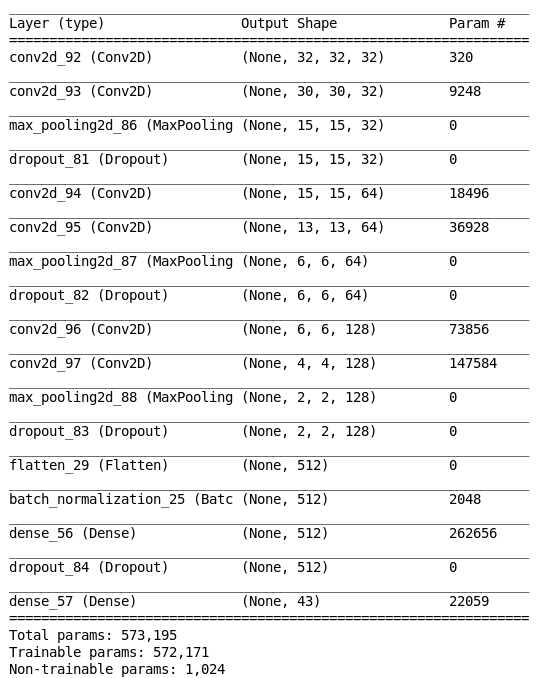 Layer (type) Output Shape Param #
conv2d_92 (Conv2D) (None, 32, 32, 32) 320
conv2d_93 (Conv2D) (None, 30, 30, 32) 9248
max_pooling2d_86 (MaxPooling (None, 15, 15, 32) 0
dropout_81 (Dropout) (None, 15, 15, 32) 0
conv2d_94 (Conv2D) (None, 15, 15, 64) 18496
conv2d_95 (Conv2D) (None, 13, 13, 64) 36928
max_pooling2d_87 (MaxPooling (None, 6, 6, 64) 0
dropout_82 (Dropout) (None, 6, 6, 64) 0
conv2d_96 (Conv2D) (None, 6, 6, 128) 73856
conv2d_97 (Conv2D) (None, 4, 4, 128) 147584
max_pooling2d_88 (MaxPooling (None, 2, 2, 128) 0
dropout_83 (Dropout) (None, 2, 2, 128) 0
flatten_29 (Flatten) (None, 512) 0
batch_normalization_25 (Batc (None, 512) 2048
dense_56 (Dense) (None, 512) 262656
dropout_84 (Dropout) (None, 512) 0
dense_57 (Dense) (None, 43) 22059
Total params: 573,195
Trainable params: 572,171
Non-trainable params: 1,024